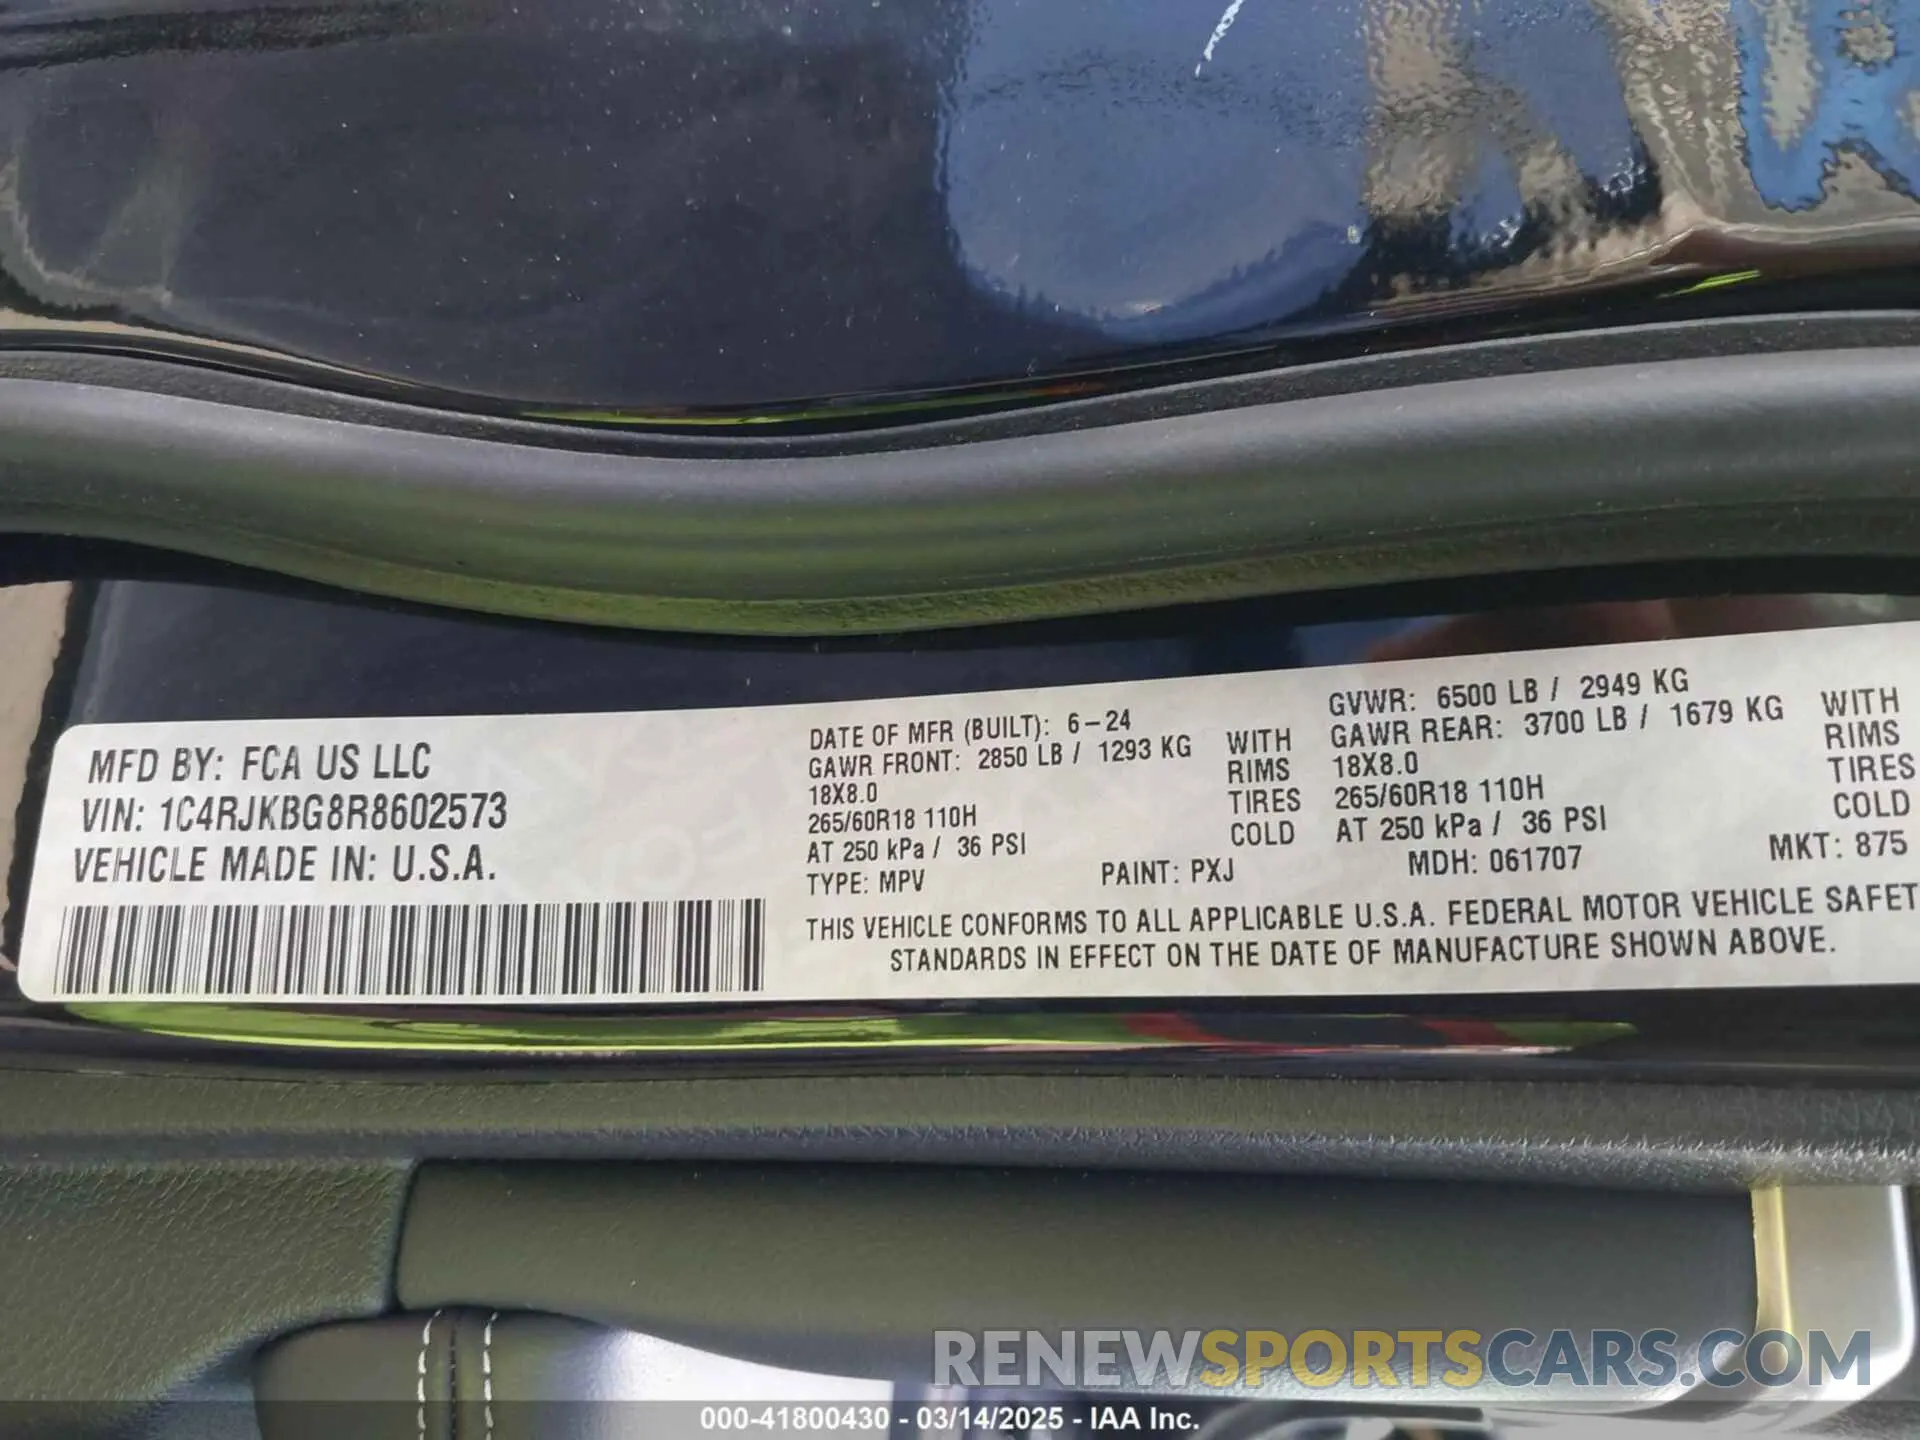 MFD BY: FCA US LLC
VIN: 1C4RJKBG8R8602573
VEHICLE MADE IN: U.S.A.
DATE OF MFR (BUILT): 6-24
GAWR FRONT: 2850 LB / 1293 KG WITH
18X8.0 RIMS
265/60R18 110H TIRES
AT 250 kPa / 36 PSI COLD
TYPE: MPV PAINT: PXJ
GVWR: 6500 LB / 2949 KG
GAWR REAR: 3700 LB / 1679 KG WITH
18X8.0 RIMS
265/60R18 110H TIRES
AT 250 kPa / 36 PSI COLD
MDH: 061707 MKT: 875
THIS VEHICLE CONFORMS TO ALL APPLICABLE U.S.A. FEDERAL MOTOR VEHICLE SAFET
STANDARDS IN EFFECT ON THE DATE OF MANUFACTURE SHOWN ABOVE.
RENEWSPORTSCARS.COM
000-41800430 - 03/14/2025 - IAA Inc.